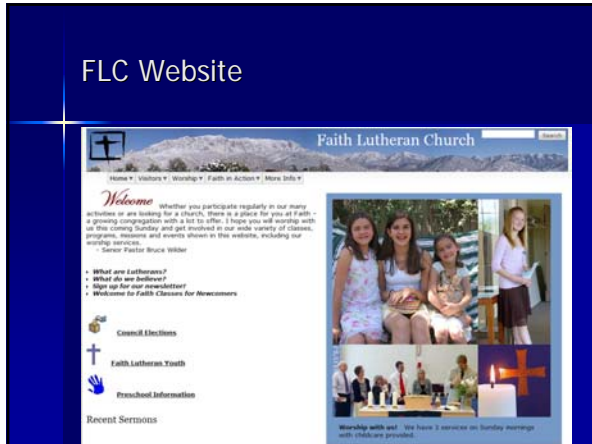 FLC Website
Faith Lutheran Church
Search
Home Visitors Worship Faith in Action More Info
Welcome Whether you participate regularly in our many
activities or are looking for a church, there is a place for you at Faith -
a growing congregation with a lot to offer. I hope you will worship with
us this coming Sunday and get involved in our wide variety of classes,
programs, missions and events shown in this website, including our
worship services.
- Senor Pastor Bruce Wilder
What are Lutherans?
What do we believe?
Sign up for our newsletter!
Welcome to Faith Classes for Newcomers
Council Elections
Faith Lutheran Youth
Preschool Information
Recent Sermons
Worship with us! We have 3 services on Sunday mornings
with childcare provided.